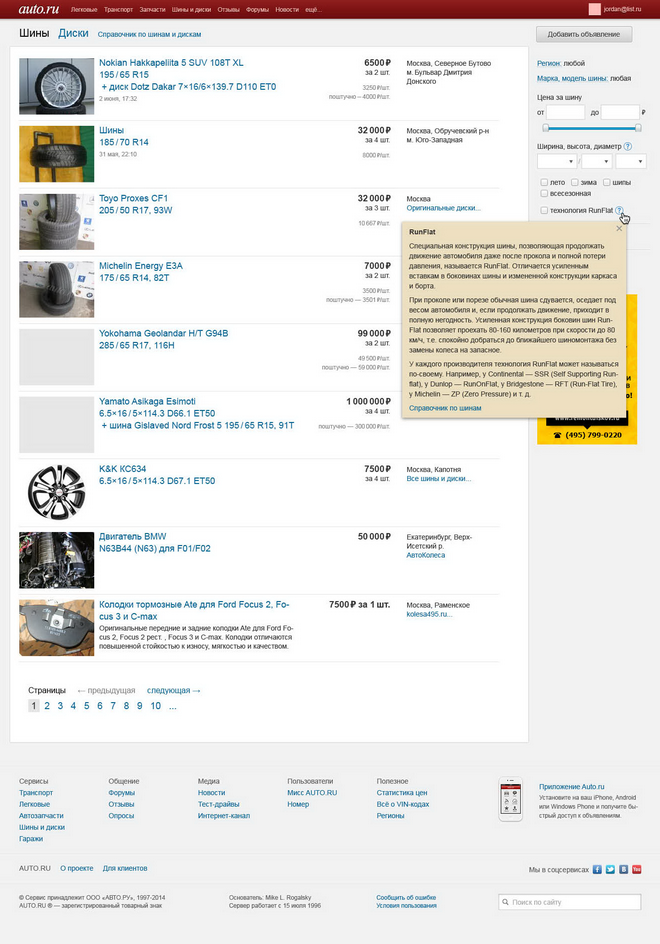 auto.ru Легковые Транспорт Запчасти Шины и диски Отзывы Форумы Новости ещё... jordan@list.ru
Шины Диски Справочник по шинам и дискам
Добавить объявление
Nokian Hakkapeliita 5 SUV 108T XL
195 / 65 R15
+ диск Dotz Dakar 7×16/6×139.7 D110 ET0
2 июня, 17:32
6500 ₽
за 2 шт.
3250 ₽/шт.
поштучно – 4000 ₽/шт.
Москва, Северное Бутово
м. Бульвар Дмитрия
Донского
Шины
185 / 70 R14
31 мая, 22:10
32 000 ₽
за 4 шт.
8000 ₽/шт.
Москва, Обручевский р-н
м. Юго-Западная
Toyo Proxes CF1
205 / 50 R17, 93W
32 000 ₽
за 3 шт.
10 667 ₽/шт.
Москва
Оригинальные диски...
Michelin Energy E3A
175 / 65 R14, 82T
7000 ₽
за 2 шт.
3500 ₽/шт.
поштучно — 3501 ₽/шт.
Yokohama Geolandar H/T G94B
285 / 65 R17, 116H
99 000 ₽
за 2 шт.
49 500 ₽/шт.
поштучно — 59 000 ₽/шт.
Yamato Asikaga Esimoti
6.5×16 / 5×114.3 D66.1 ET50
+ шина Gislaved Nord Frost 5 195 / 65 R15, 91T
1 000 000 ₽
за 4 шт.
поштучно — 300 000 ₽/шт.
K&K КС634
6.5×16 / 5×114.3 D67.1 ET50
7500 ₽
за 4 шт.
Москва, Капотня
Все шины и диски...
Двигатель BMW
N63B44 (N63) для F01/F02
50 000 ₽
Екатеринбург, Верх-
Исетский р.
АвтоКолеса
Колодки тормозные Ate для Ford Focus 2, Fo-
cus 3 и C-max
Оригинальные передние и задние колодки Ate для Ford Fo-
cus 2, Focus 2 рест. , Focus 3 и C-max. Колодки отличаются
повышенной стойкостью к износу, мягкостью и качеством.
7500 ₽ за 1 шт.
Москва, Раменское
kolesa495.ru...
Регион: любой
Марка, модель шины: любая
Цена за шину
от до ₽
Ширина, высота, диаметр ?
/
лето зима шипы
всесезонная
технология RunFlat ?
RunFlat ×
Специальная конструкция шины, позволяющая продолжать
движение автомобиля даже после прокола и полной потери
давления, называется RunFlat. Отличается усиленным
вставкам в боковинах шины и измененной конструкции каркаса
и борта.
При проколе или порезе обычная шина сдувается, оседает под
весом автомобиля и, если продолжать движение, приходит в
полную негодность. Усиленная конструкция боковин шин Run-
Flat позволяет проехать 80-160 километров при скорости до 80
км/ч, т.е. спокойно добраться до ближайшего шиномонтажа без
замены колеса на запасное.
У каждого производителя технология RunFlat может называться
по-своему. Например, у Continental — SSR (Self Supporting Run-
flat), у Dunlop — RunOnFlat, у Bridgestone — RFT (Run-Flat Tire),
у Michelin — ZP (Zero Pressure) и т. д.
Справочник по шинам
☎ (495) 799-0220
Страницы ← предыдущая следующая →
1 2 3 4 5 6 7 8 9 10 ...
Сервисы
Транспорт
Легковые
Автозапчасти
Шины и диски
Гаражи
Общение
Форумы
Отзывы
Опросы
Медиа
Новости
Тест-драйвы
Интернет-канал
Пользователи
Мисс AUTO.RU
Номер
Полезное
Статистика цен
Всё о VIN-кодах
Регионы
Приложение Auto.ru
Установите на ваш iPhone, Android
или Windows Phone и получите бы-
стрый доступ к объявлениям.
AUTO.RU О проекте Для клиентов
Мы в соцсервисах
© Сервис принадлежит ООО «АВТО.РУ», 1997-2014
AUTO.RU ® — зарегистрированный товарный знак
Основатель: Mike L. Rogalsky
Сервер работает с 15 июля 1996
Сообщить об ошибке
Условия пользования
Поиск по сайту